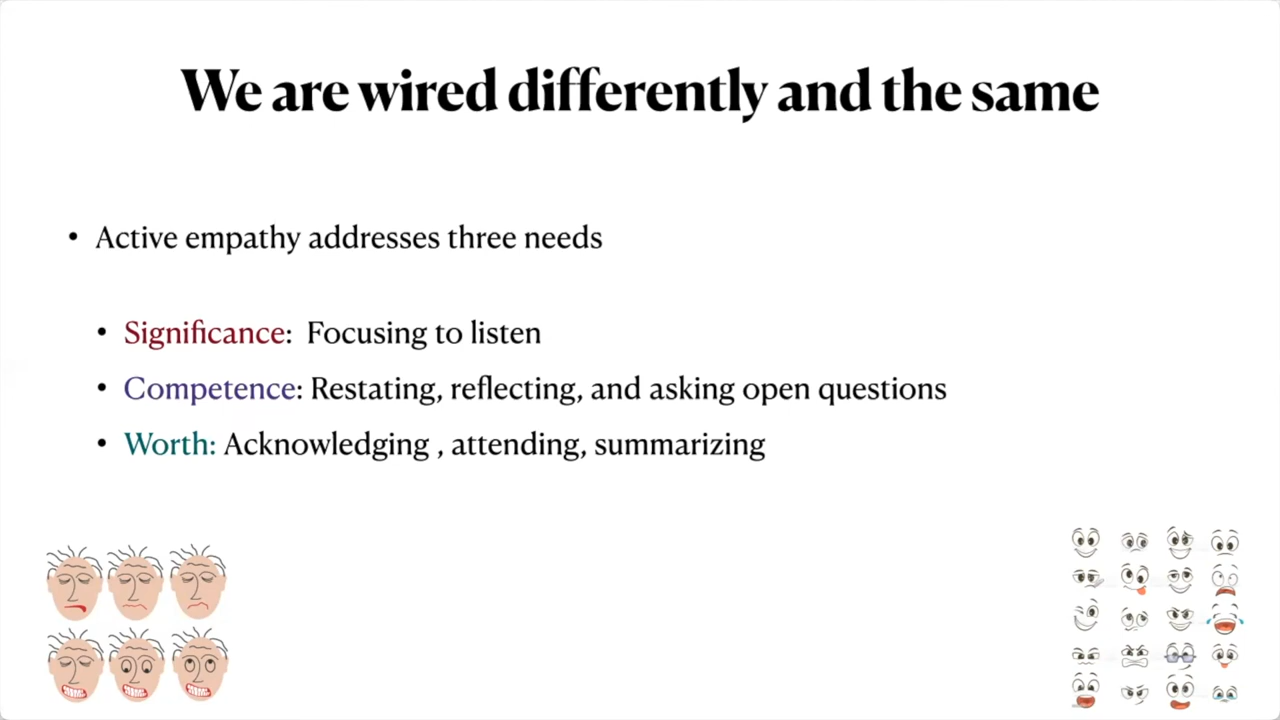 We are wired differently and the same
• Active empathy addresses three needs
• Significance:  Focusing to listen
• Competence: Restating, reflecting, and asking open questions
• Worth: Acknowledging , attending, summarizing